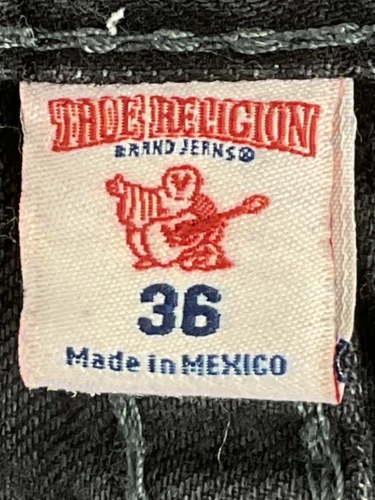 TRUE RELIGION
BRAND JEANS®
36
Made in MEXICO